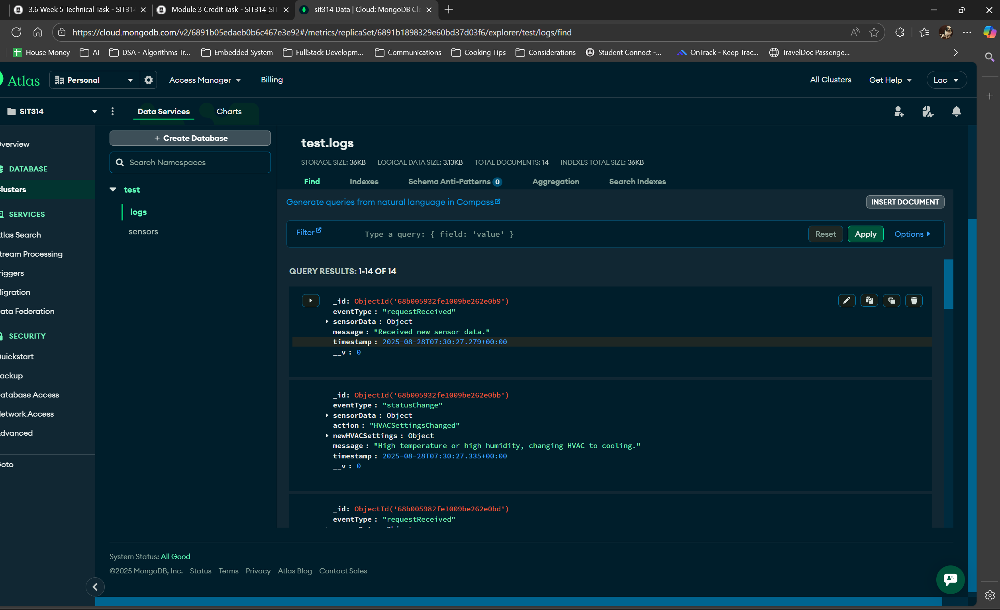 3.6 Week 5 Technical Task - SIT314
Module 3 Credit Task - SIT314_SIT
sit314 Data | Cloud: MongoDB Clo
https://cloud.mongodb.com/v2/6891b05edaeb0b6c467e3e92#/metrics/replicaSet/6891b1898329e60bd37d03f6/explorer/test/logs/find
House Money
AI
DSA - Algorithms Tr...
Embedded System
FullStack Developm...
Communications
Cooking Tips
Considerations
Student Connect -...
OnTrack - Keep Trac...
TravelDoc Passenge...
Atlas
Personal
Access Manager
Billing
All Clusters
Get Help
Lac
SIT314
Data Services
Charts
verview
DATABASE
lusters
SERVICES
tlas Search
tream Processing
riggers
ligration
ata Federation
SECURITY
uickstart
ackup
atabase Access
etwork Access
dvanced
oto
+ Create Database
Search Namespaces
test
logs
sensors
test.logs
STORAGE SIZE: 36KB LOGICAL DATA SIZE: 3.13KB TOTAL DOCUMENTS: 14 INDEXES TOTAL SIZE: 36KB
Find
Indexes
Schema Anti-Patterns 0
Aggregation
Search Indexes
Generate queries from natural language in Compass
INSERT DOCUMENT
Filter
Type a query: { field: 'value' }
Reset
Apply
Options
QUERY RESULTS: 1-14 OF 14
_id: ObjectId('68b005932fe1009be262e0b9')
eventType : "requestReceived"
sensorData : Object
message : "Received new sensor data."
timestamp : 2025-08-28T07:30:27.279+00:00
__v : 0
_id: ObjectId('68b005932fe1009be262e0bb')
eventType : "statusChange"
sensorData : Object
action : "HVACSettingsChanged"
newHVACSettings : Object
message : "High temperature or high humidity, changing HVAC to cooling."
timestamp : 2025-08-28T07:30:27.335+00:00
__v : 0
_id: ObjectId('68b005982fe1009be262e0bd')
eventType : "requestReceived"
System Status: All Good
©2025 MongoDB, Inc. Status Terms Privacy Atlas Blog Contact Sales